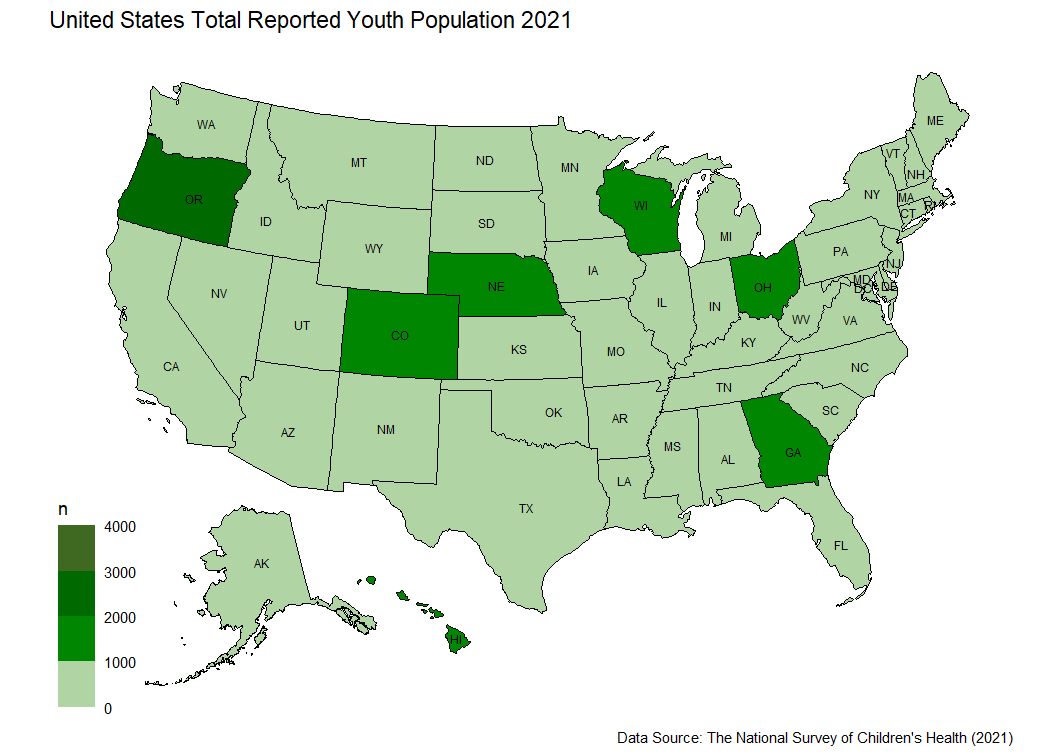 United States Total Reported Youth Population 2021
ME
WA
VT
NH
MT
ND
MN
OR
NY
MA
RI
CT
WI
ID
SD
MI
WY
PA
NJ
IA
MD
DE
DC
NE
OH
NV
IL
IN
WV
VA
UT
CO
KS
MO
KY
CA
NC
TN
OK
SC
AR
AZ
NM
MS
GA
AL
LA
TX
n
4000
FL
AK
3000
2000
HI
1000
0
Data Source: The National Survey of Children's Health (2021)